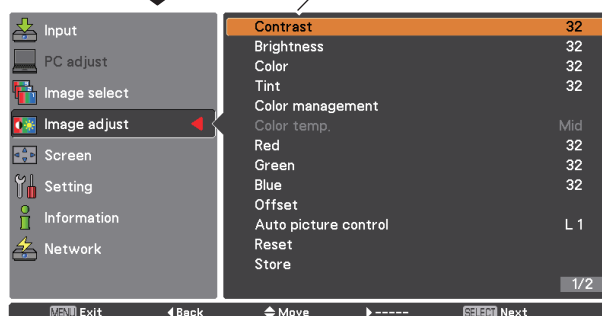 Input
PC adjust
Image select
Image adjust
Screen
Setting
Information
Network
Contrast 32
Brightness 32
Color 32
Tint 32
Color management
Color temp. Mid
Red 32
Green 32
Blue 32
Offset
Auto picture control L 1
Reset
Store
1/2
MENU Exit Back Move ----- SELECT Next